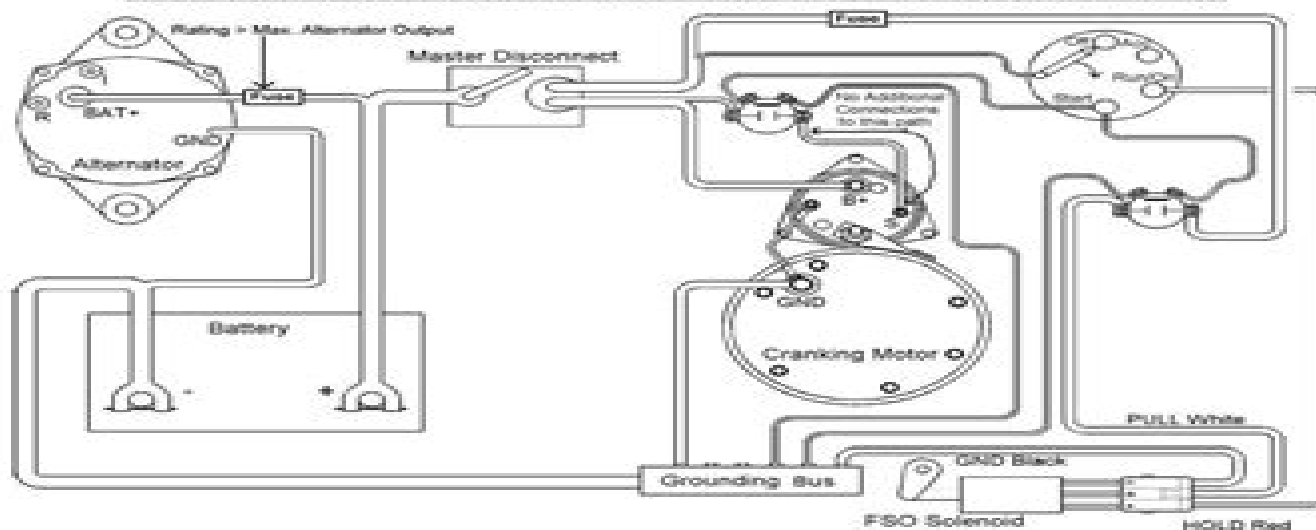 Fuse
Rating > Max. Alternator Output
Master Disconnect
Off
Run
Start
Fuse
I
R
BAT+
GND
Alternator
No Additional
Connections
to this path
B+
S
GND
Cranking Motor
Battery
-
+
PULL White
GND Black
Grounding Bus
FSO Solenoid
HOLD Red